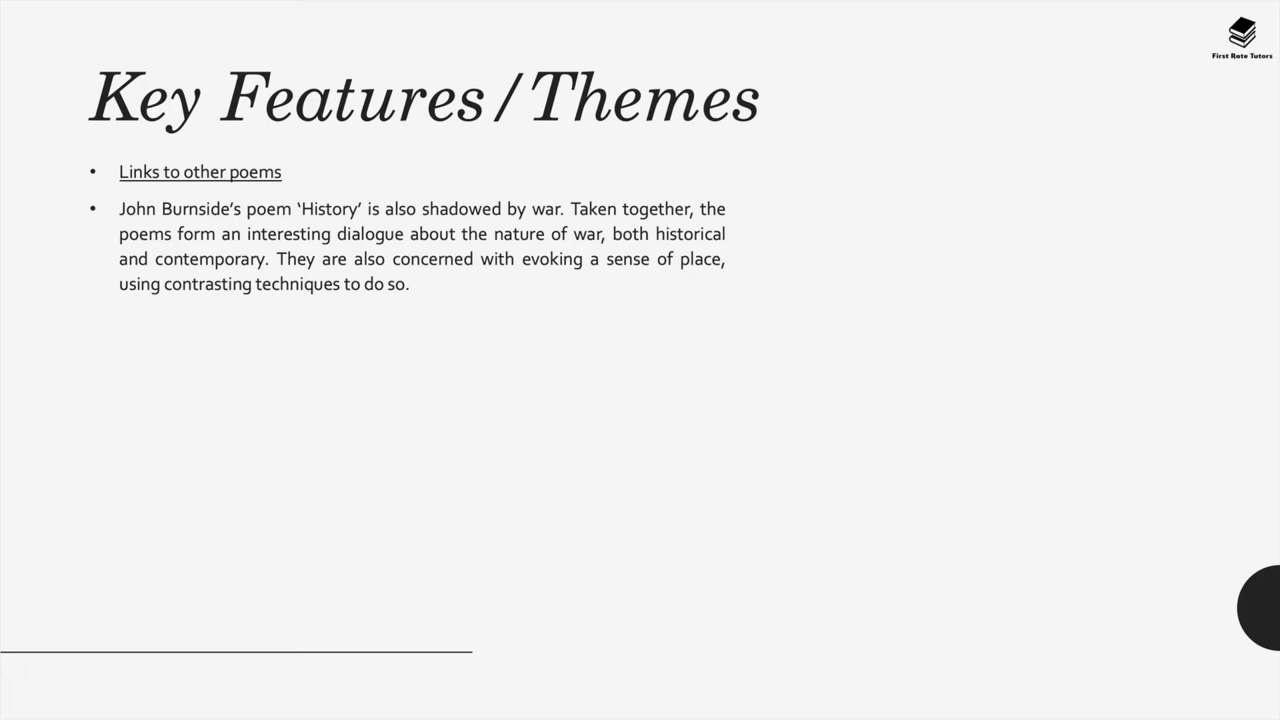 First Rate Tutors
Key Features/Themes
• Links to other poems
• John Burnside’s poem ‘History’ is also shadowed by war. Taken together, the
poems form an interesting dialogue about the nature of war, both historical
and contemporary. They are also concerned with evoking a sense of place,
using contrasting techniques to do so.